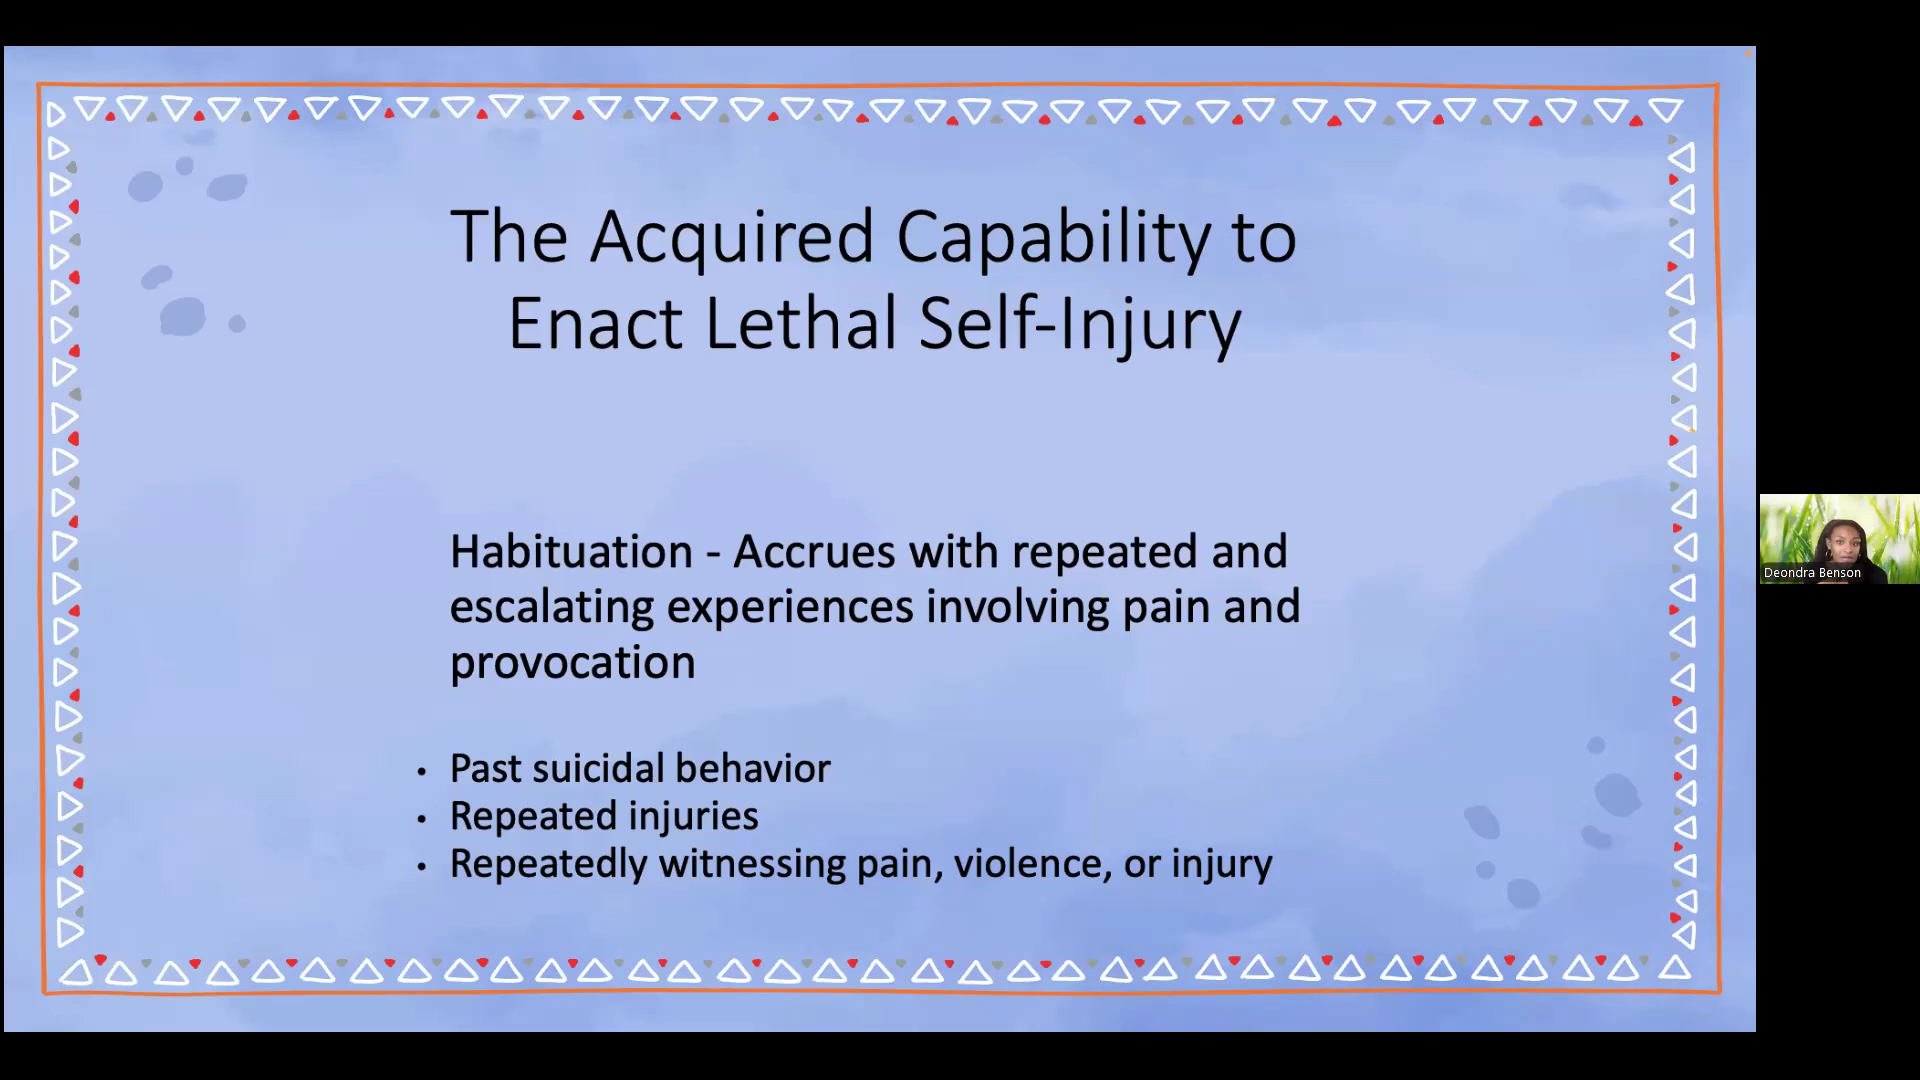 The Acquired Capability to
Enact Lethal Self-Injury
Habituation - Accrues with repeated and
escalating experiences involving pain and
provocation
• Past suicidal behavior
• Repeated injuries
• Repeatedly witnessing pain, violence, or injury
Deondra Benson